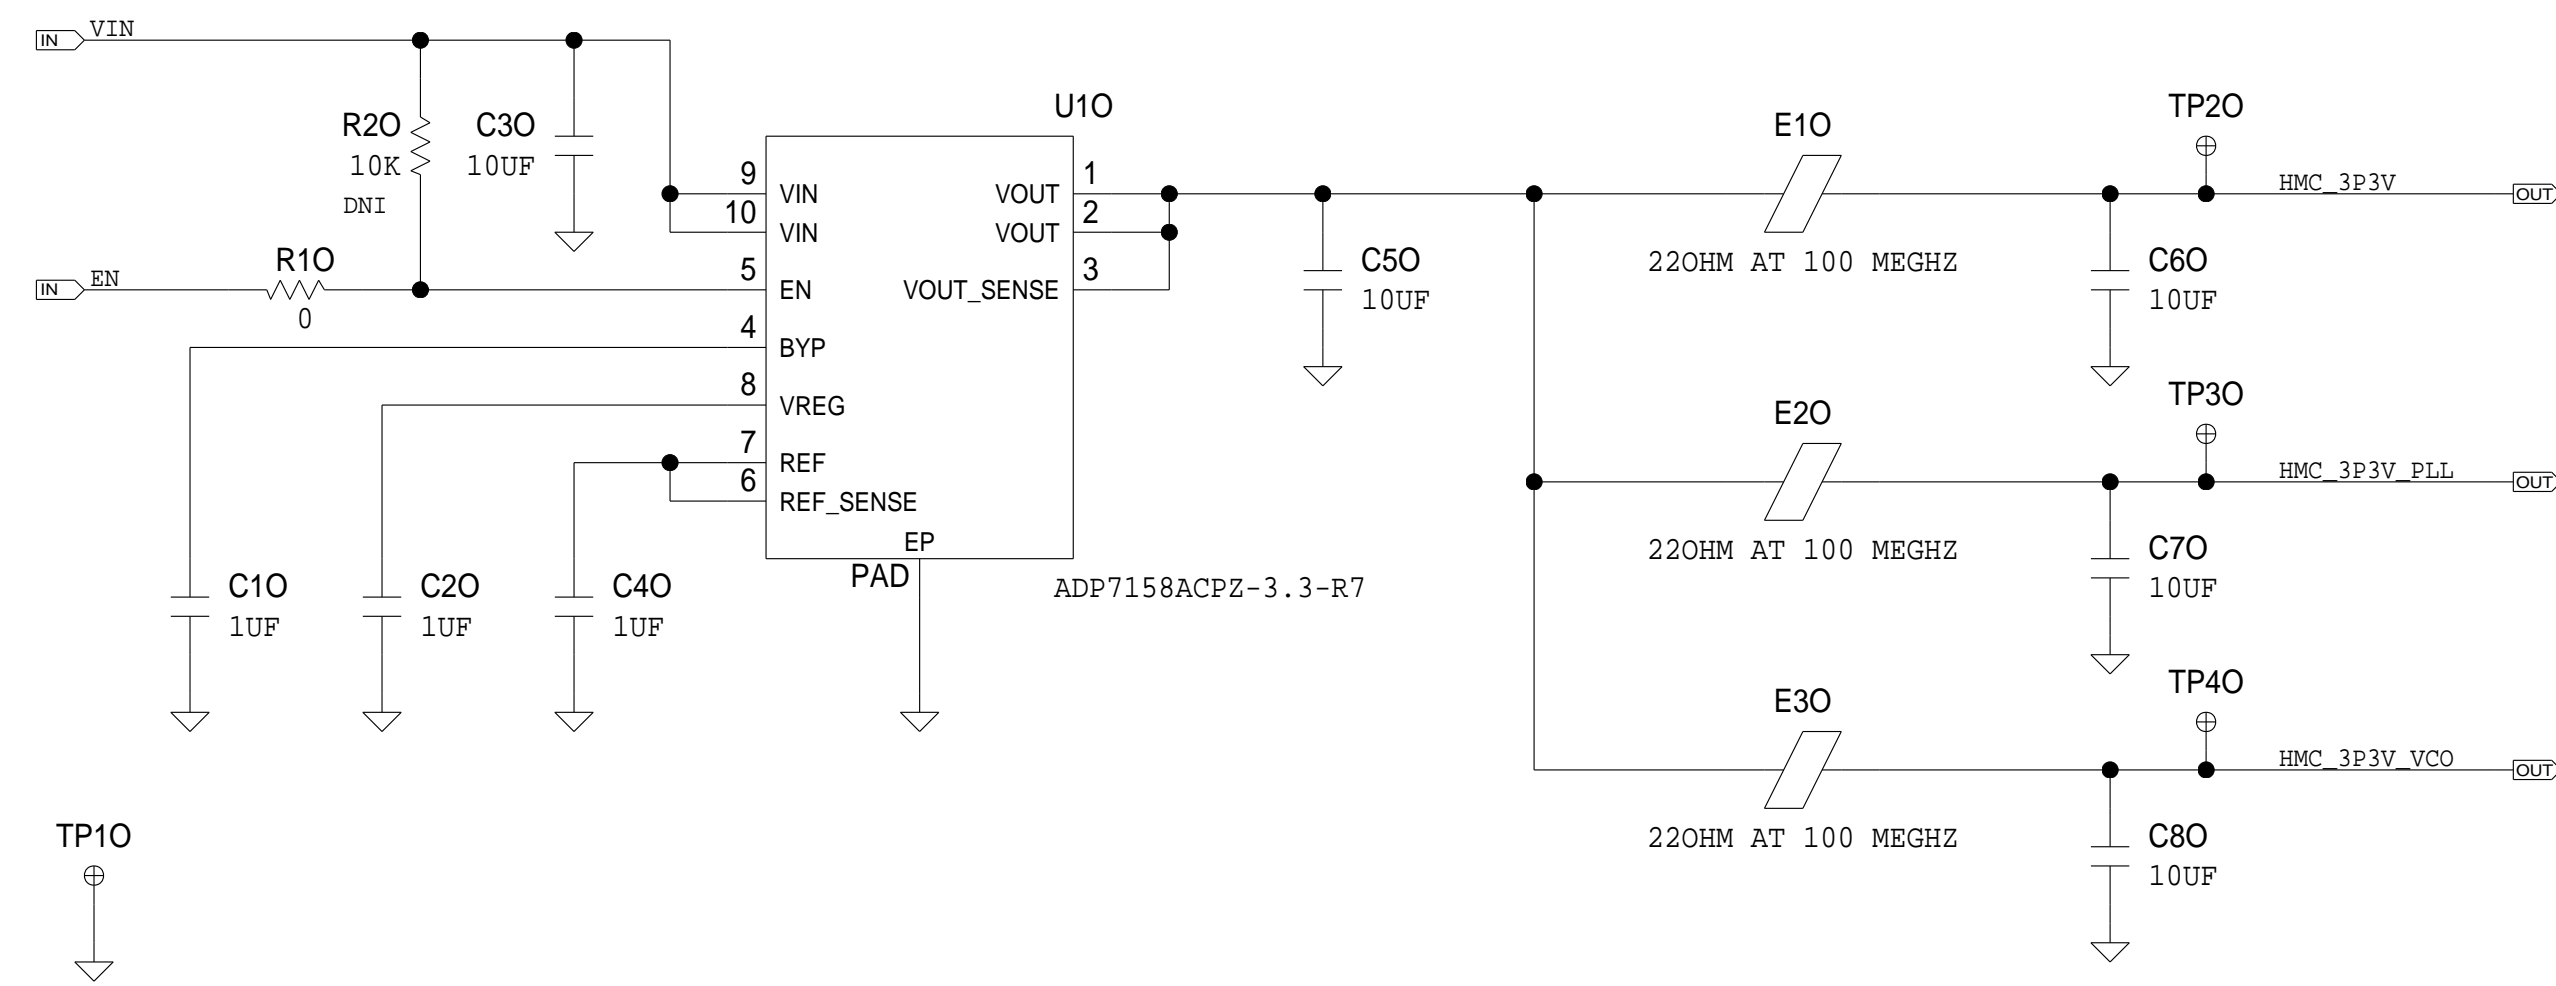 IN VIN
U1O
TP2O
E1O
R2O
10K
DNI
C3O
10UF
9 VIN
10 VIN
VOUT 1
VOUT 2
HMC_3P3V OUT
IN EN
R1O
0
5 EN
VOUT_SENSE 3
C5O
10UF
22OHM AT 100 MEGHZ
C6O
10UF
4 BYP
8 VREG
7 REF
6 REF_SENSE
EP
PAD
ADP7158ACPZ-3.3-R7
TP3O
E2O
HMC_3P3V_PLL OUT
22OHM AT 100 MEGHZ
C7O
10UF
C1O
1UF
C2O
1UF
C4O
1UF
TP4O
E3O
HMC_3P3V_VCO OUT
22OHM AT 100 MEGHZ
C8O
10UF
TP1O